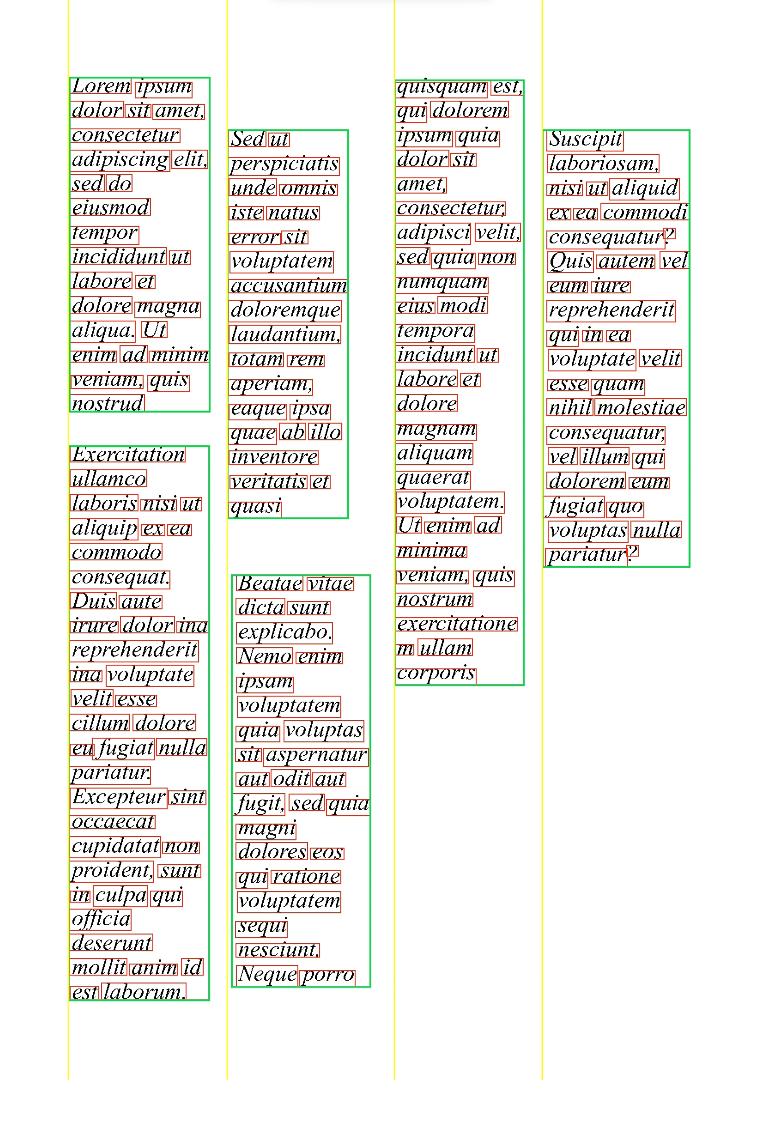 Lorem ipsum
dolor sit amet,
consectetur
adipiscing elit,
sed do
eiusmod
tempor
incididunt ut
labore et
dolore magna
aliqua. Ut
enim ad minim
veniam, quis
nostrud
Exercitation
ullamco
laboris nisi ut
aliquip ex ea
commodo
consequat.
Duis aute
irure dolor ina
reprehenderit
ina voluptate
velit esse
cillum dolore
eu fugiat nulla
pariatur.
Excepteur sint
occaecat
cupidatat non
proident, sunt
in culpa qui
officia
deserunt
mollit anim id
est laborum.
Sed ut
perspiciatis
unde omnis
iste natus
error sit
voluptatem
accusantium
doloremque
laudantium,
totam rem
aperiam,
eaque ipsa
quae ab illo
inventore
veritatis et
quasi
Beatae vitae
dicta sunt
explicabo.
Nemo enim
ipsam
voluptatem
quia voluptas
sit aspernatur
aut odit aut
fugit, sed quia
magni
dolores eos
qui ratione
voluptatem
sequi
nesciunt.
Neque porro
quisquam est,
qui dolorem
ipsum quia
dolor sit
amet,
consectetur,
adipisci velit,
sed quia non
numquam
eius modi
tempora
incidunt ut
labore et
dolore
magnam
aliquam
quaerat
voluptatem.
Ut enim ad
minima
veniam, quis
nostrum
exercitatione
m ullam
corporis
Suscipit
laboriosam,
nisi ut aliquid
ex ea commodi
consequatur?
Quis autem vel
eum iure
reprehenderit
qui in ea
voluptate velit
esse quam
nihil molestiae
consequatur,
vel illum qui
dolorem eum
fugiat quo
voluptas nulla
pariatur?